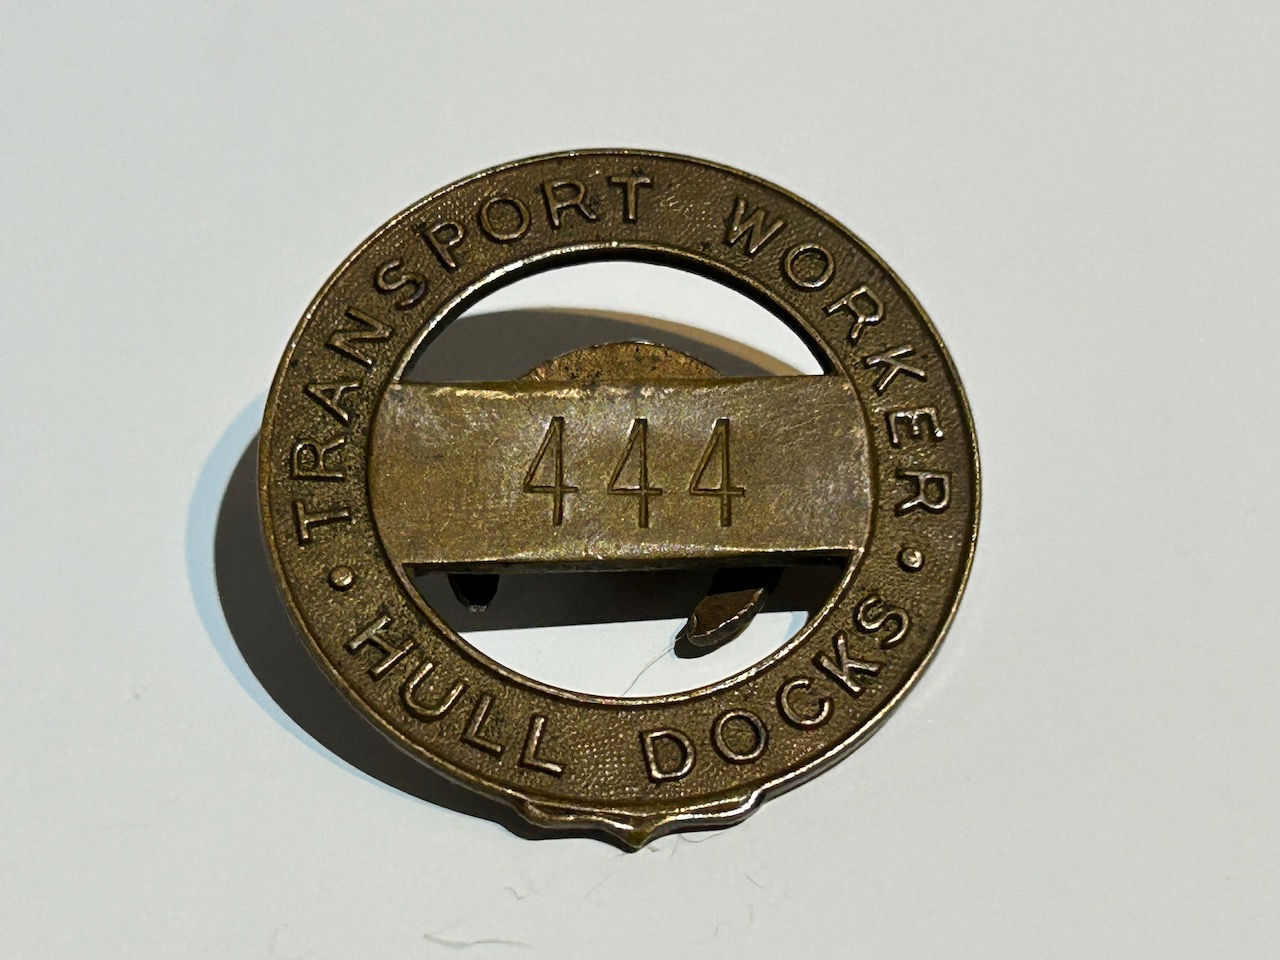 TRANSPORT WORKER
444
• HULL DOCKS •